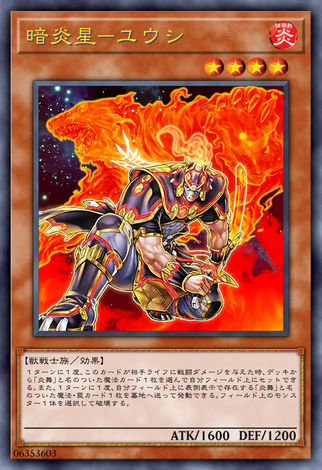 暗炎星－ユウシ
ほのお
炎
【獣戦士族／効果】
１ターンに１度、このカードが相手ライフに戦闘ダメージを与えた時、デッキか
ら「炎舞」と名のついた魔法カード１枚を選んで自分フィールド上にセットでき
る。また、１ターンに１度、自分フィールド上に表側表示で存在する「炎舞」と名の
ついた魔法・罠カード１枚を墓地へ送って発動できる。フィールド上のモンス
ター１体を選択して破壊する。
ATK/1600 DEF/1200
06353603